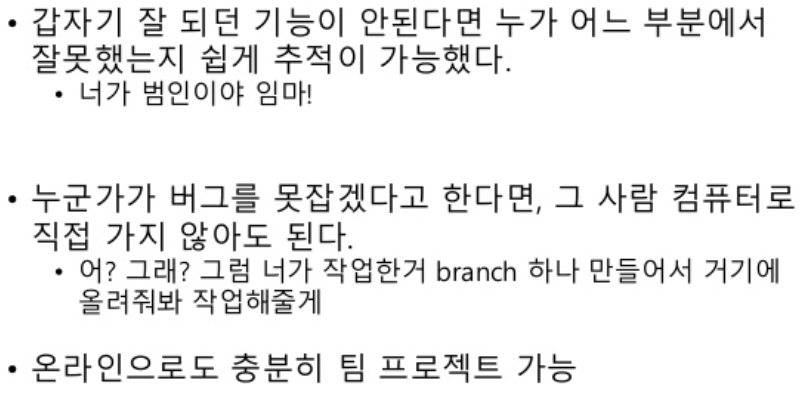 • 갑자기 잘 되던 기능이 안된다면 누가 어느 부분에서
잘못했는지 쉽게 추적이 가능했다.
• 너가 범인이야 임마!
• 누군가가 버그를 못잡겠다고 한다면, 그 사람 컴퓨터로
직접 가지 않아도 된다.
• 어? 그래? 그럼 너가 작업한거 branch 하나 만들어서 거기에
올려줘봐 작업해줄게
• 온라인으로도 충분히 팀 프로젝트 가능